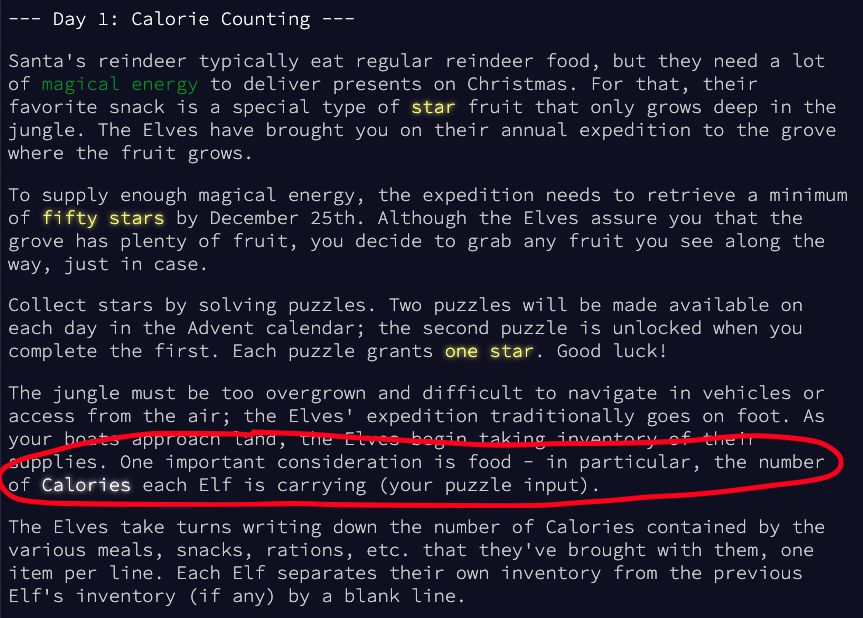 --- Day 1: Calorie Counting ---
Santa's reindeer typically eat regular reindeer food, but they need a lot
of magical energy to deliver presents on Christmas. For that, their
favorite snack is a special type of star fruit that only grows deep in the
jungle. The Elves have brought you on their annual expedition to the grove
where the fruit grows.
To supply enough magical energy, the expedition needs to retrieve a minimum
of fifty stars by December 25th. Although the Elves assure you that the
grove has plenty of fruit, you decide to grab any fruit you see along the
way, just in case.
Collect stars by solving puzzles. Two puzzles will be made available on
each day in the Advent calendar; the second puzzle is unlocked when you
complete the first. Each puzzle grants one star. Good luck!
The jungle must be too overgrown and difficult to navigate in vehicles or
access from the air; the Elves' expedition traditionally goes on foot. As
your boats approach land, the Elves begin taking inventory of their
supplies. One important consideration is food - in particular, the number
of Calories each Elf is carrying (your puzzle input).
The Elves take turns writing down the number of Calories contained by the
various meals, snacks, rations, etc. that they've brought with them, one
item per line. Each Elf separates their own inventory from the previous
Elf's inventory (if any) by a blank line.